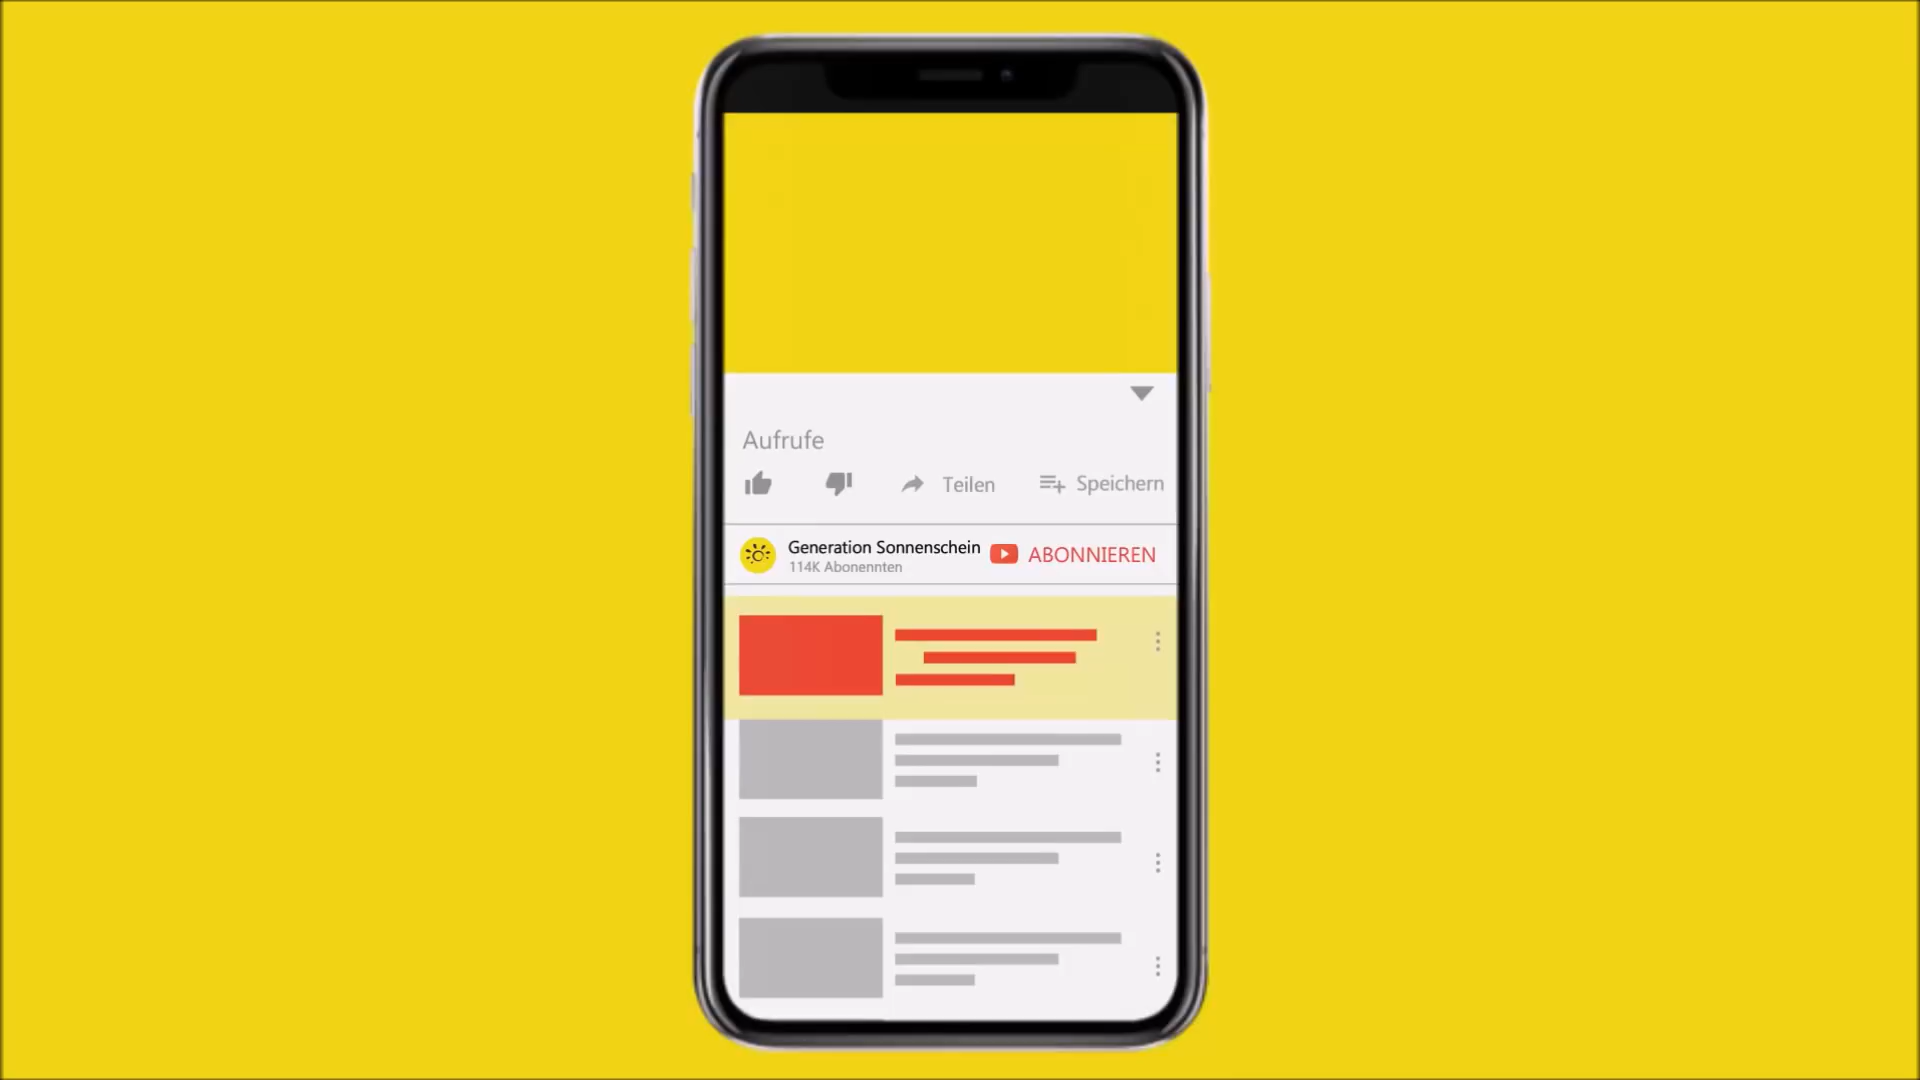 Aufrufe
Teilen Speichern
Generation Sonnenschein ABONNIEREN
114K Abonennten